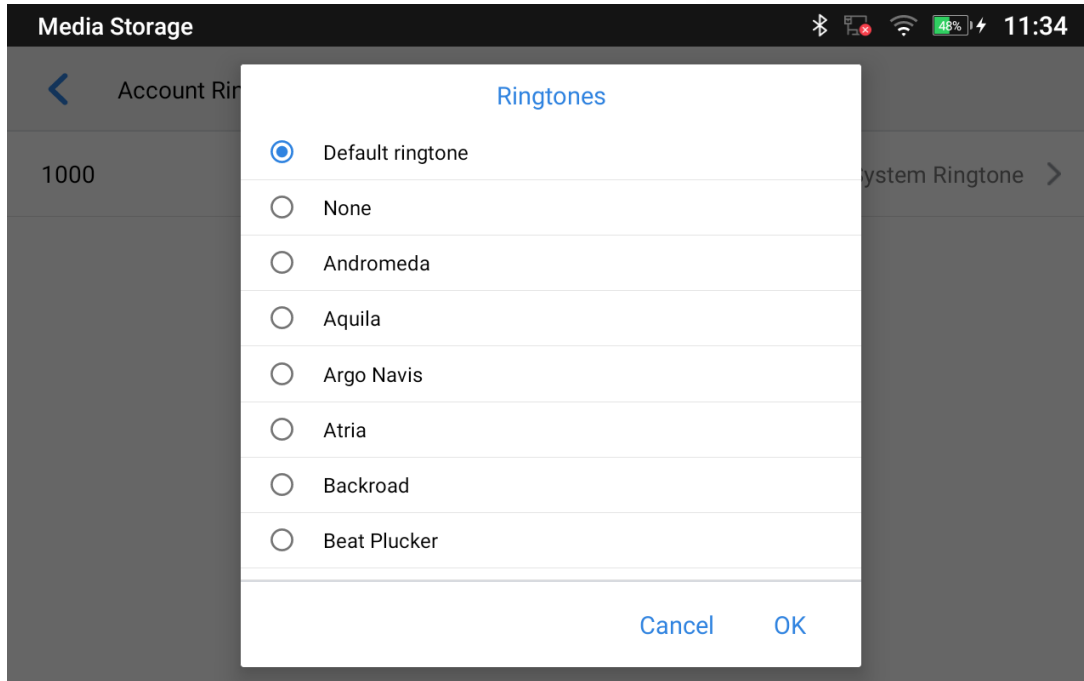 Media Storage 48% 11:34
Account Rin
Ringtones
1000
System Ringtone
Default ringtone
None
Andromeda
Aquila
Argo Navis
Atria
Backroad
Beat Plucker
Cancel OK